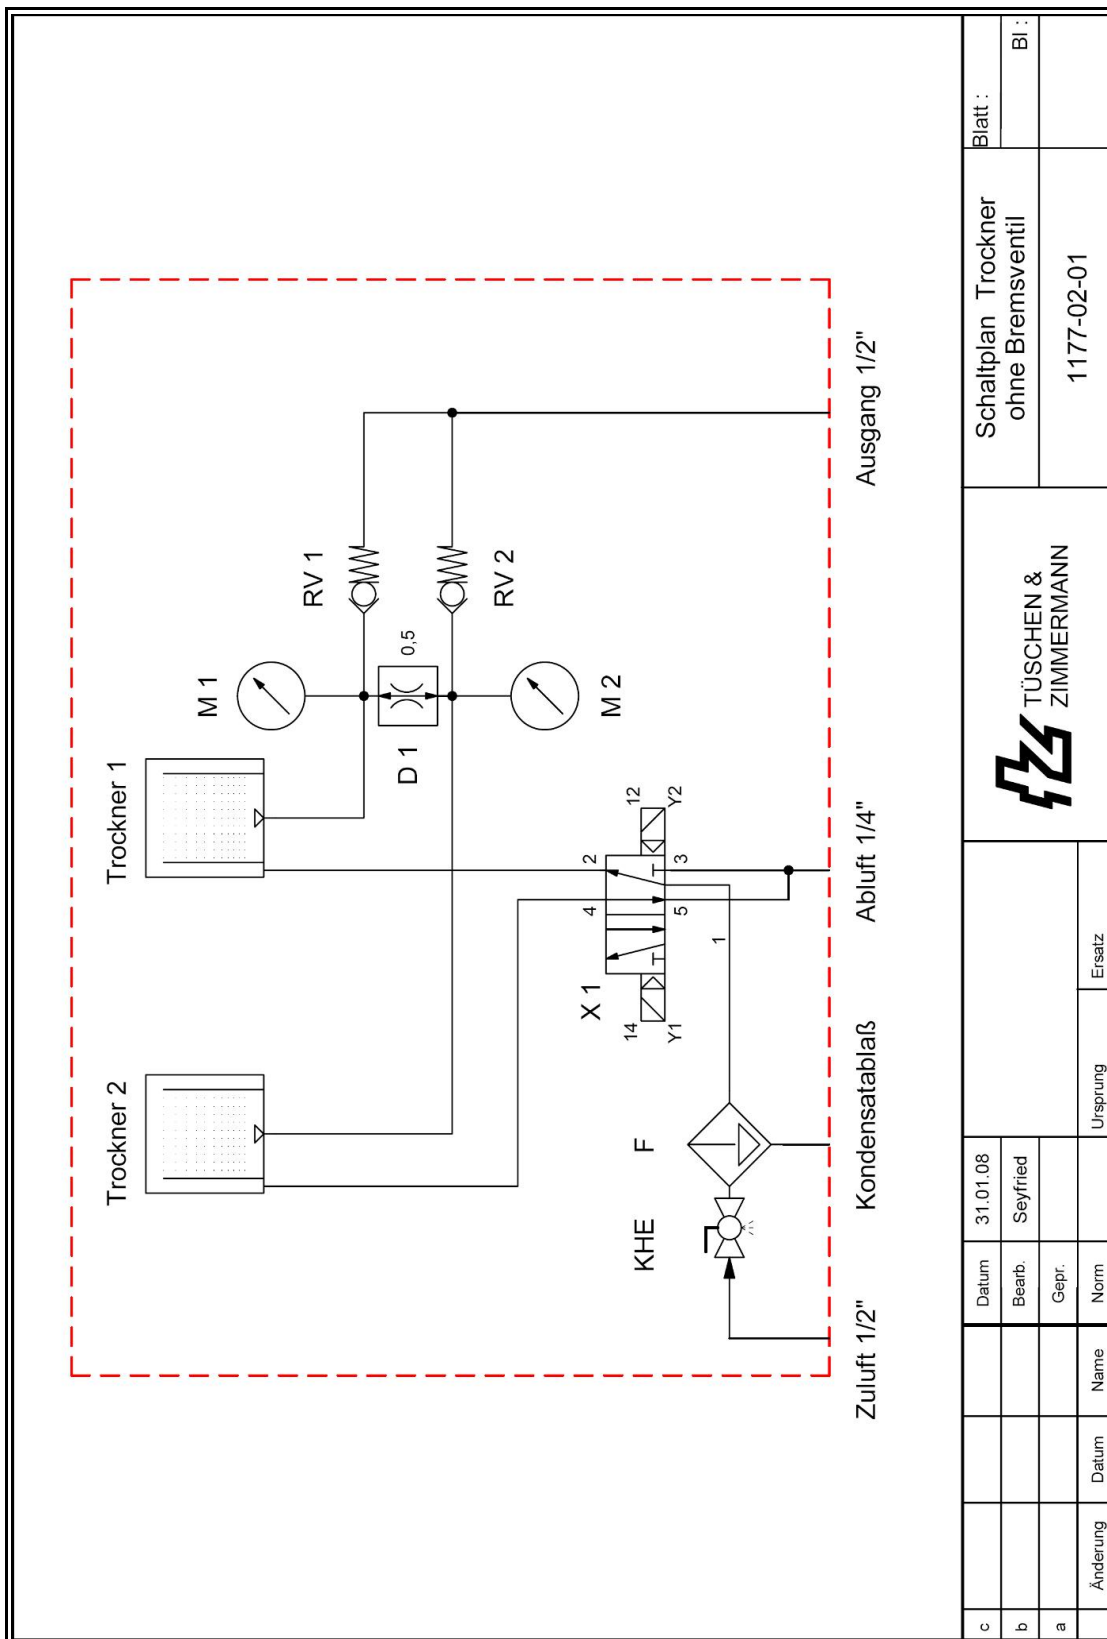 Trockner 2
Trockner 1
M 1
RV 1
D 1
0,5
M 2
RV 2
X 1
14
Y1
4
2
5
3
12
Y2
1
KHE
F
Zuluft 1/2"
Kondensatablaß
Abluft 1/4"
Ausgang 1/2"
c
b
a
Änderung
Datum
Name
Datum
31.01.08
Bearb.
Seyfried
Gepr.
Norm
Ursprung
Ersatz
TÜSCHEN &
ZIMMERMANN
Schaltplan Trockner
ohne Bremsventil
1177-02-01
Blatt :
Bl :